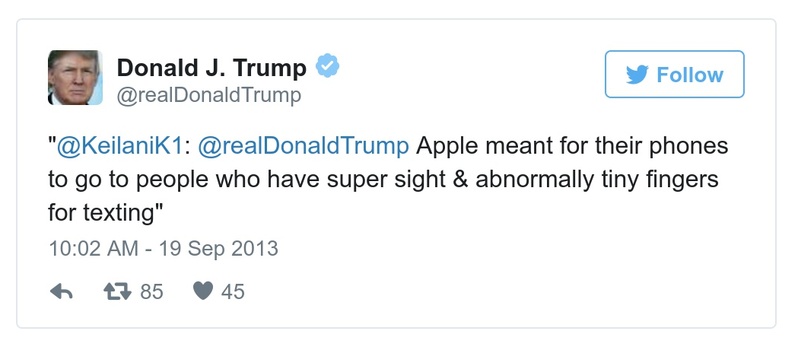 Donald J. Trump
@realDonaldTrump
Follow
"@KeilaniK1: @realDonaldTrump Apple meant for their phones
to go to people who have super sight & abnormally tiny fingers
for texting"
10:02 AM - 19 Sep 2013
85 45